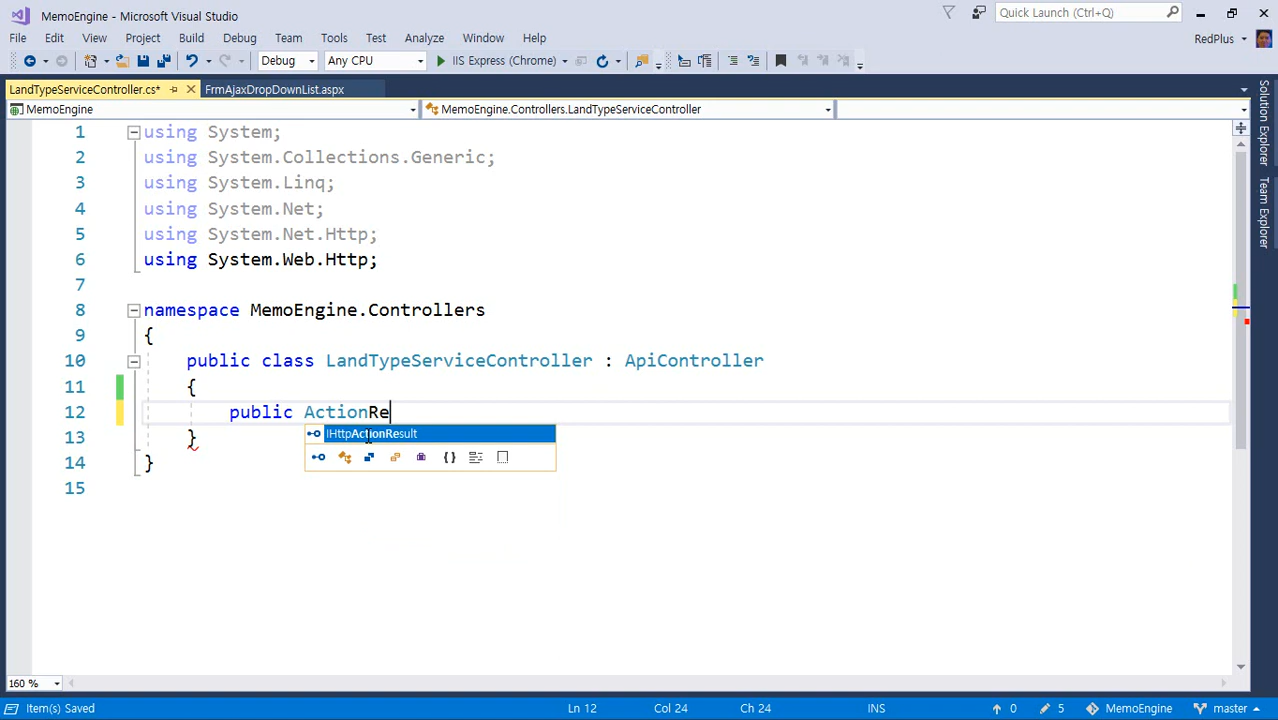 MemoEngine - Microsoft Visual Studio
Quick Launch (Ctrl+Q)
File Edit View Project Build Debug Team Tools Test Analyze Window Help
RedPlus
Debug Any CPU IIS Express (Chrome)
LandTypeServiceController.cs* FrmAjaxDropDownList.aspx
MemoEngine MemoEngine.Controllers.LandTypeServiceController
Solution Explorer
Team Explorer
1 using System;
2 using System.Collections.Generic;
3 using System.Linq;
4 using System.Net;
5 using System.Net.Http;
6 using System.Web.Http;
7
8 namespace MemoEngine.Controllers
9 {
10 public class LandTypeServiceController : ApiController
11 {
12 public ActionRe
IHttpActionResult
13 }
14 }
15
160 %
Item(s) Saved Ln 12 Col 24 Ch 24 INS 0 5 MemoEngine master